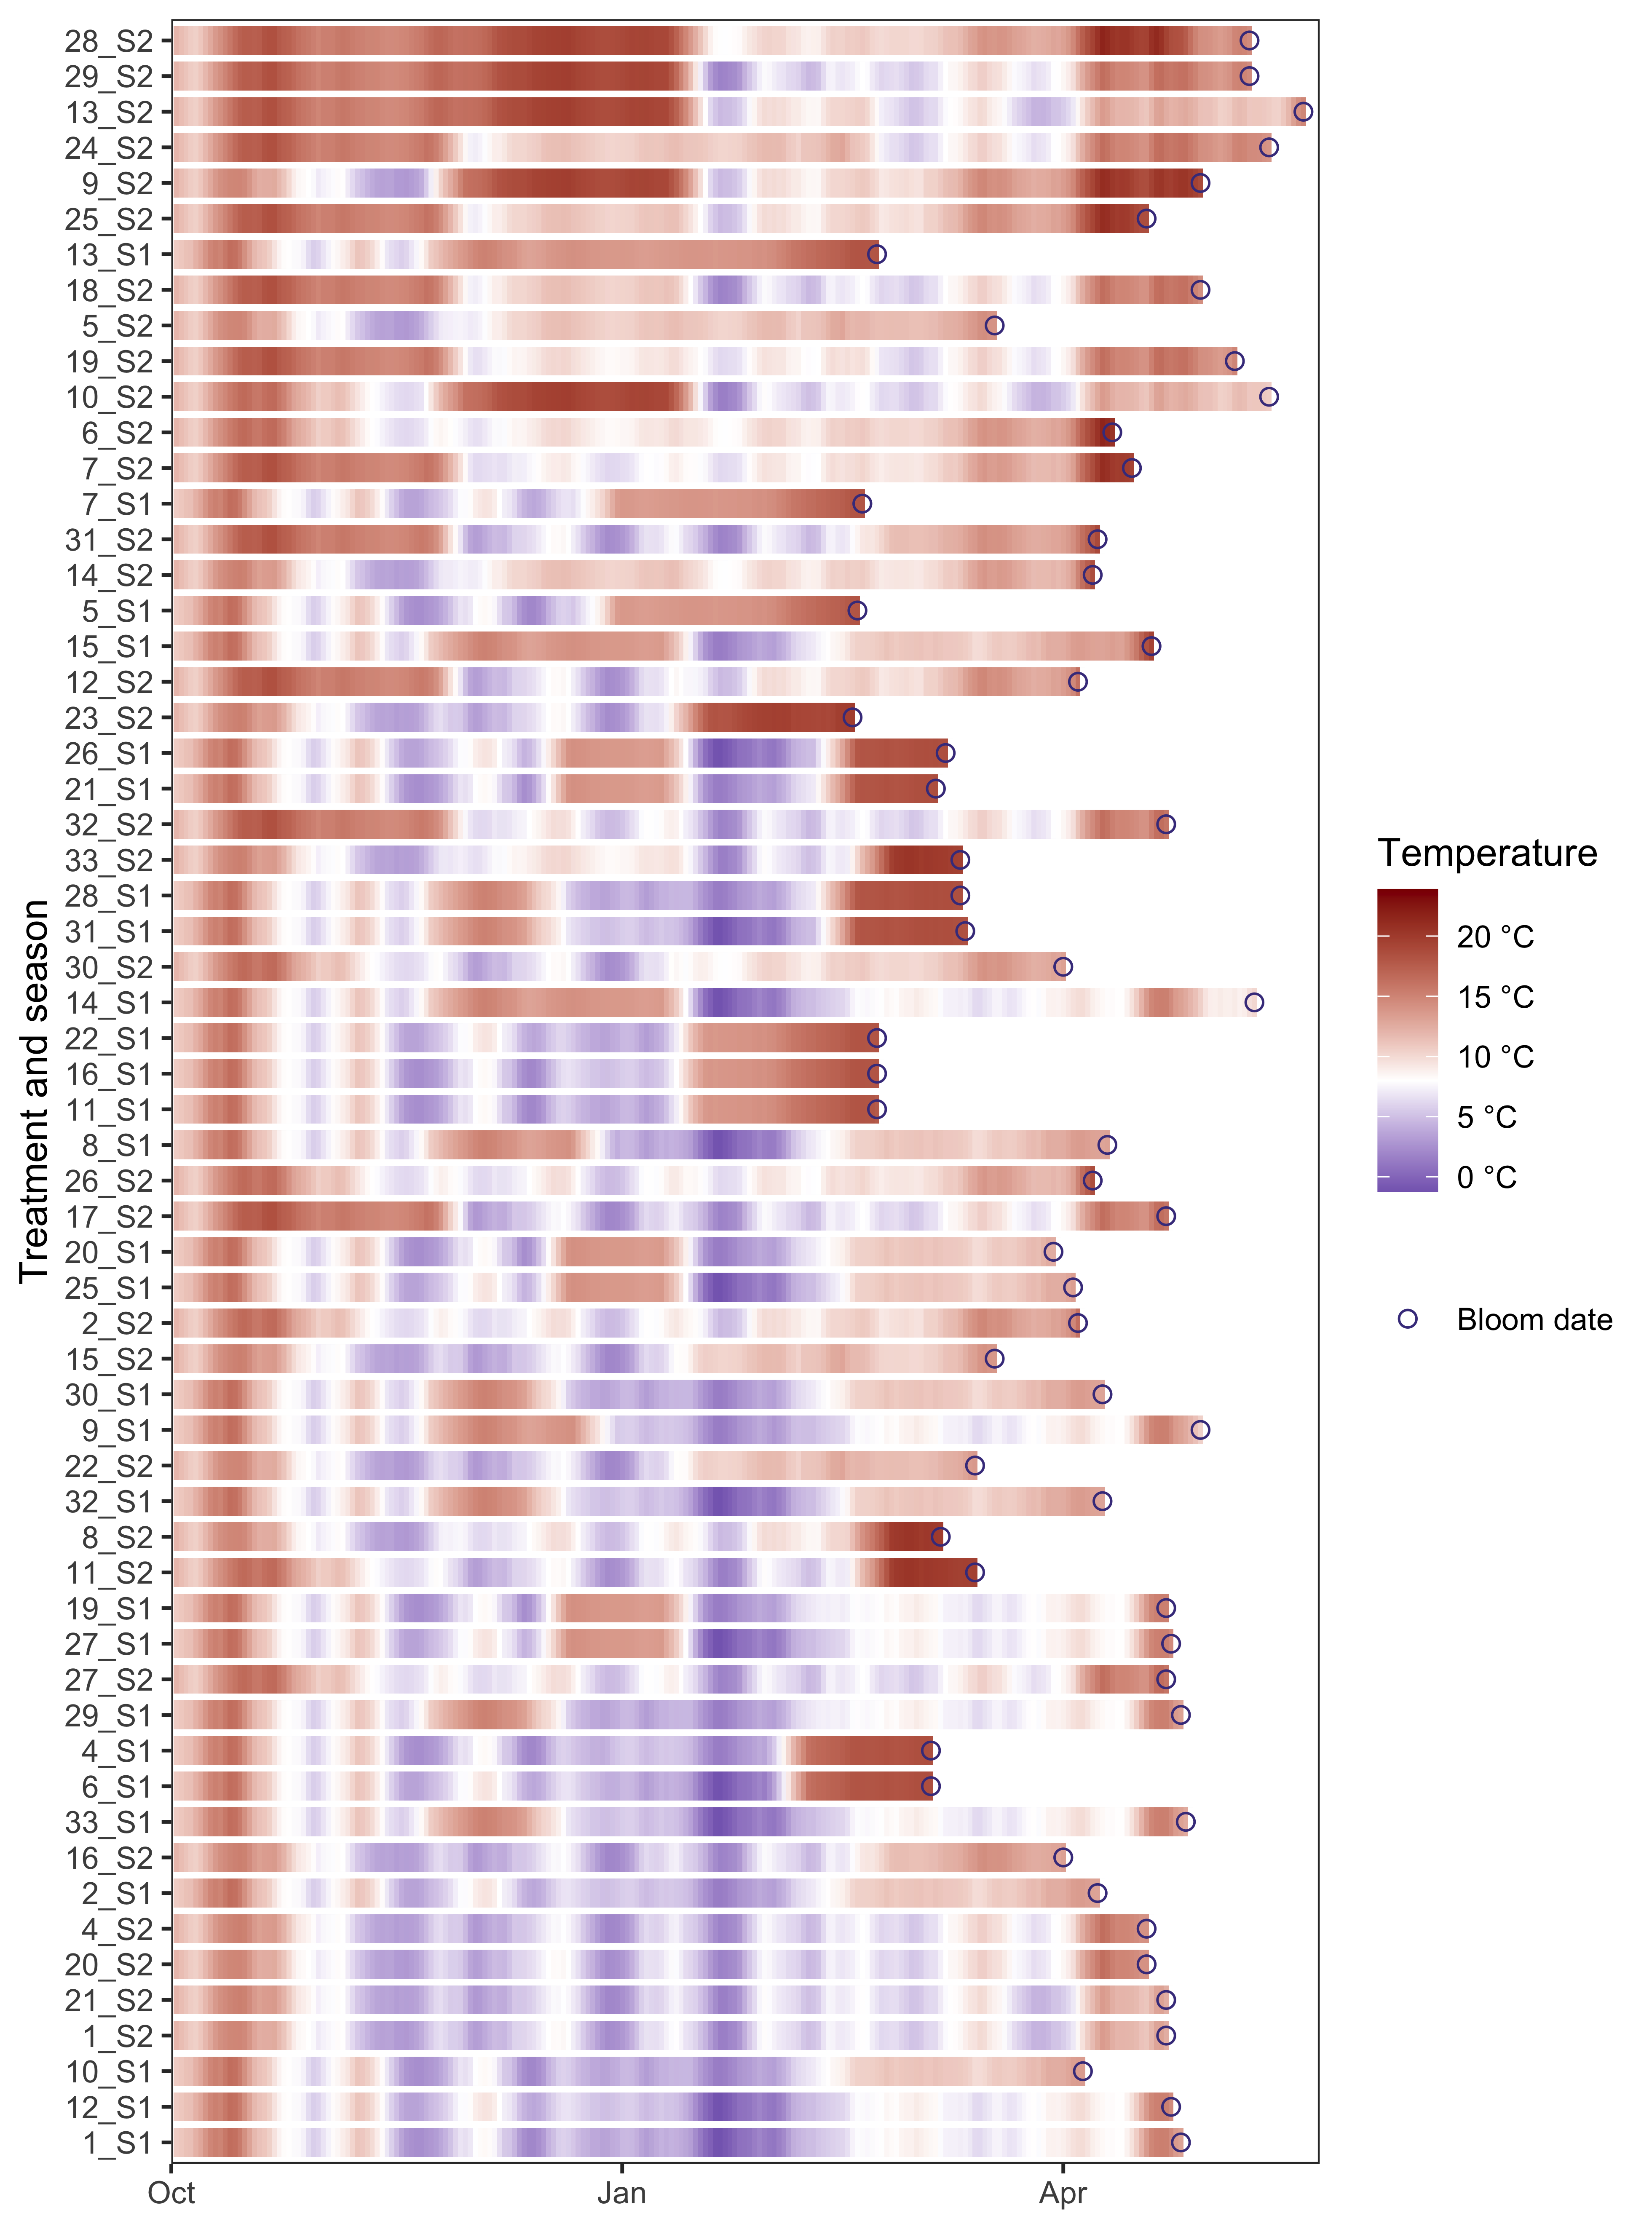 28_S2
29_S2
13_S2
24_S2
9_S2
25_S2
13_S1
18_S2
5_S2
19_S2
10_S2
6_S2
7_S2
7_S1
31_S2
14_S2
5_S1
15_S1
12_S2
23_S2
26_S1
21_S1
32_S2
33_S2
28_S1
31_S1
30_S2
14_S1
22_S1
16_S1
11_S1
8_S1
26_S2
17_S2
20_S1
25_S1
2_S2
15_S2
30_S1
9_S1
22_S2
32_S1
8_S2
11_S2
19_S1
27_S1
27_S2
29_S1
4_S1
6_S1
33_S1
16_S2
2_S1
4_S2
20_S2
21_S2
1_S2
10_S1
12_S1
1_S1
Treatment and season
Oct Jan Apr
Temperature
20 °C
15 °C
10 °C
5 °C
0 °C
Bloom date